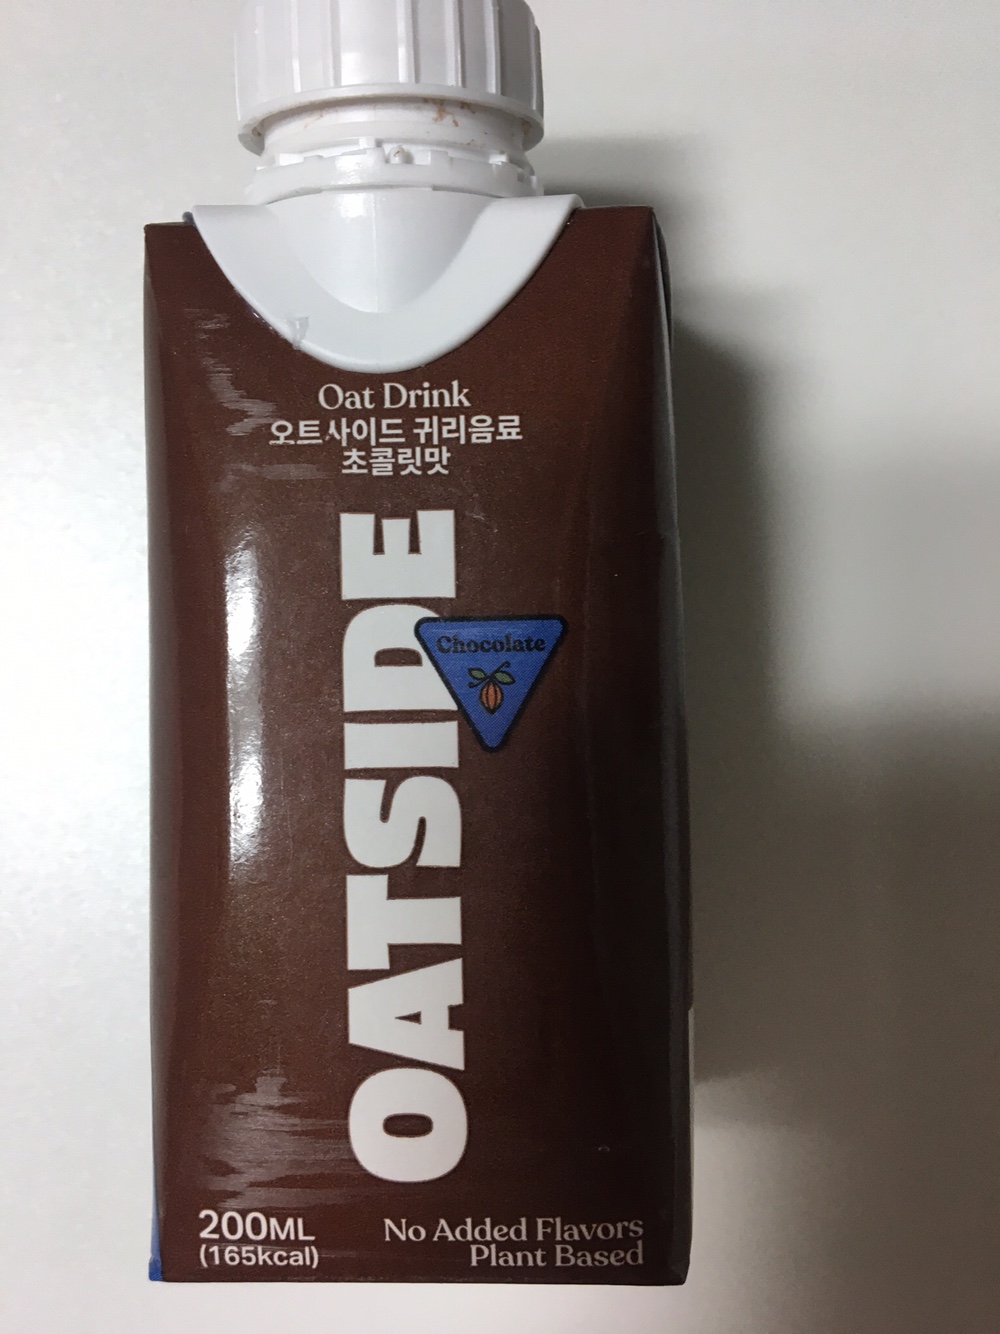 Oat Drink
오트사이드 귀리음료
초콜릿맛
OATSIDE
Chocolate
200ML
(165kcal)
No Added Flavors
Plant Based